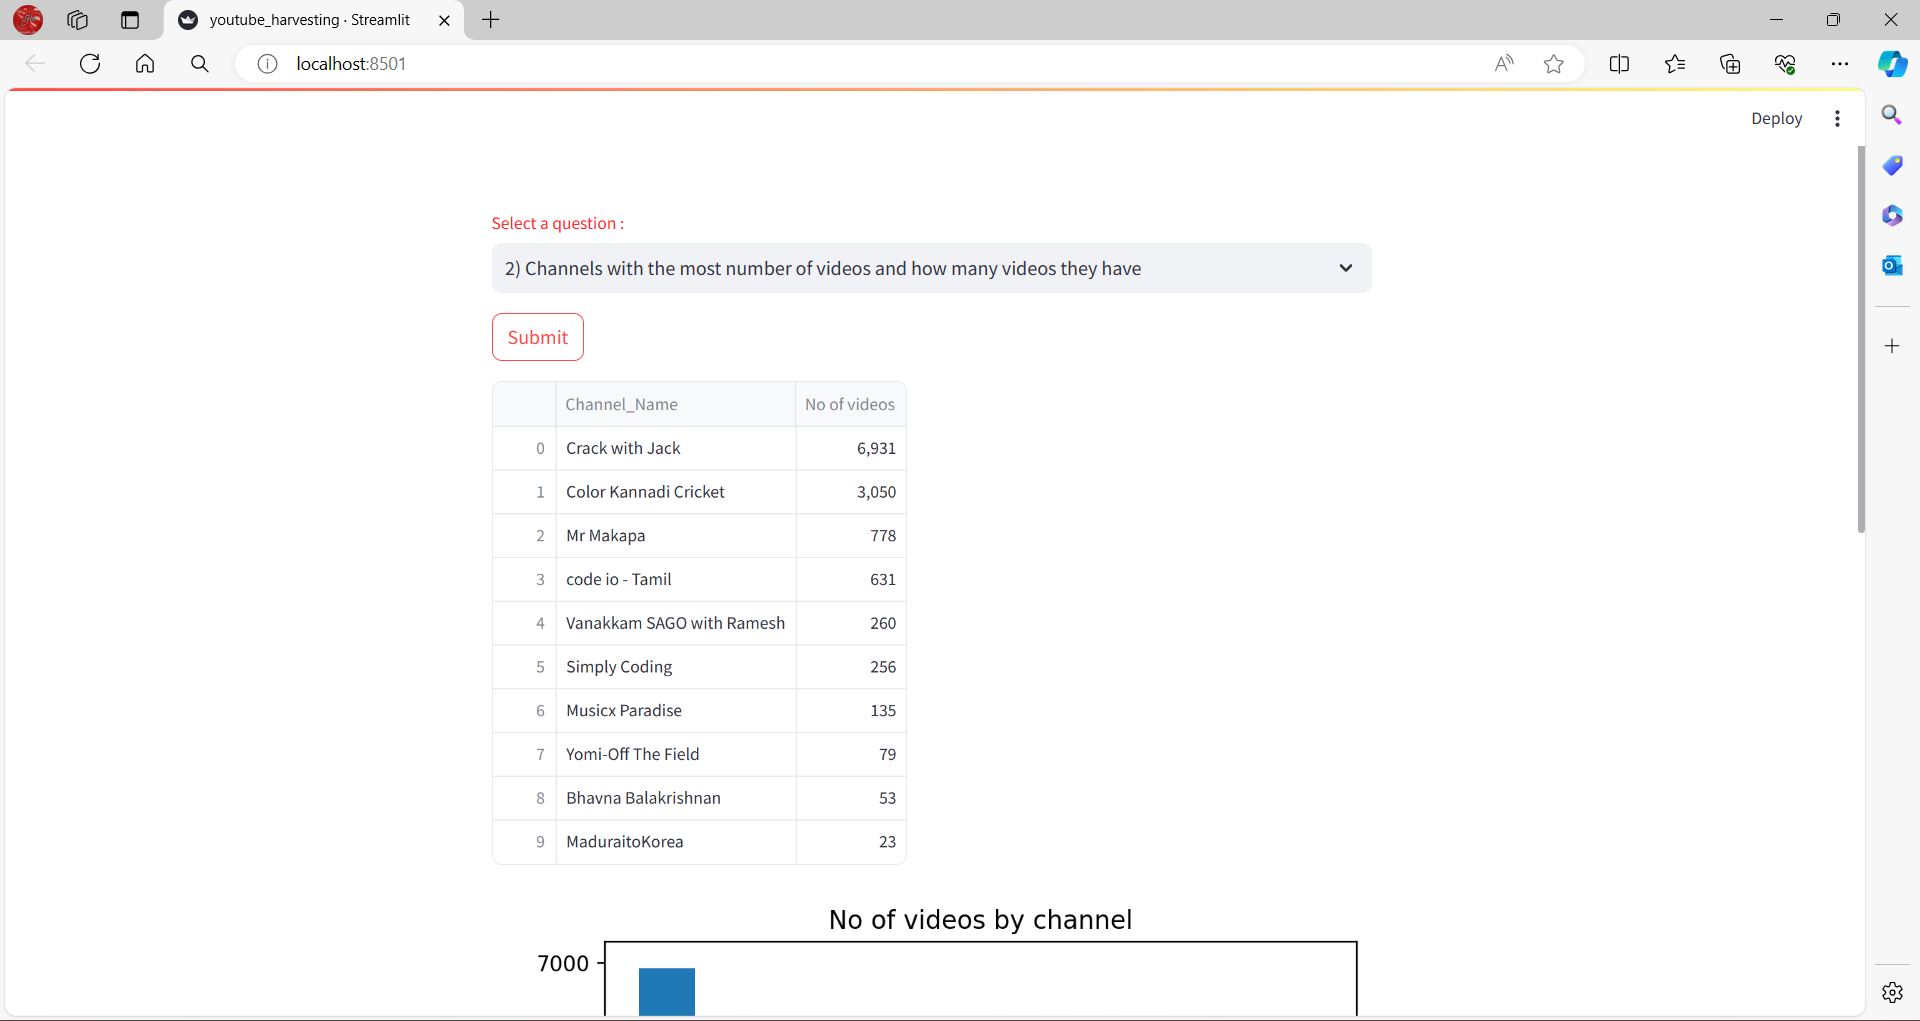 youtube_harvesting · Streamlit
localhost:8501
Deploy
Select a question :
2) Channels with the most number of videos and how many videos they have
Submit
Channel_Name No of videos
0 Crack with Jack 6,931
1 Color Kannadi Cricket 3,050
2 Mr Makapa 778
3 code io - Tamil 631
4 Vanakkam SAGO with Ramesh 260
5 Simply Coding 256
6 Musicx Paradise 135
7 Yomi-Off The Field 79
8 Bhavna Balakrishnan 53
9 MaduraitoKorea 23
No of videos by channel
7000